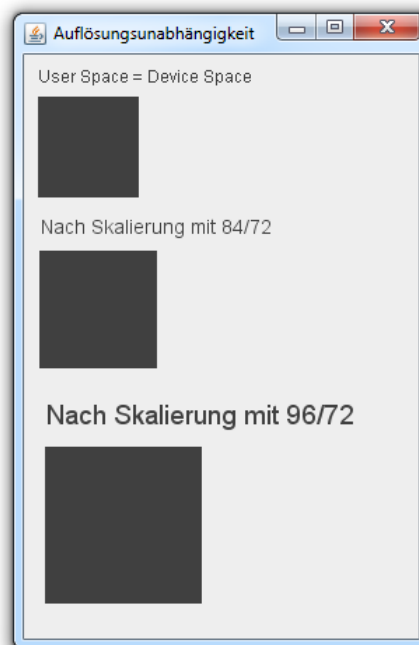 Auflösungsunabhängigkeit
User Space = Device Space
Nach Skalierung mit 84/72
Nach Skalierung mit 96/72